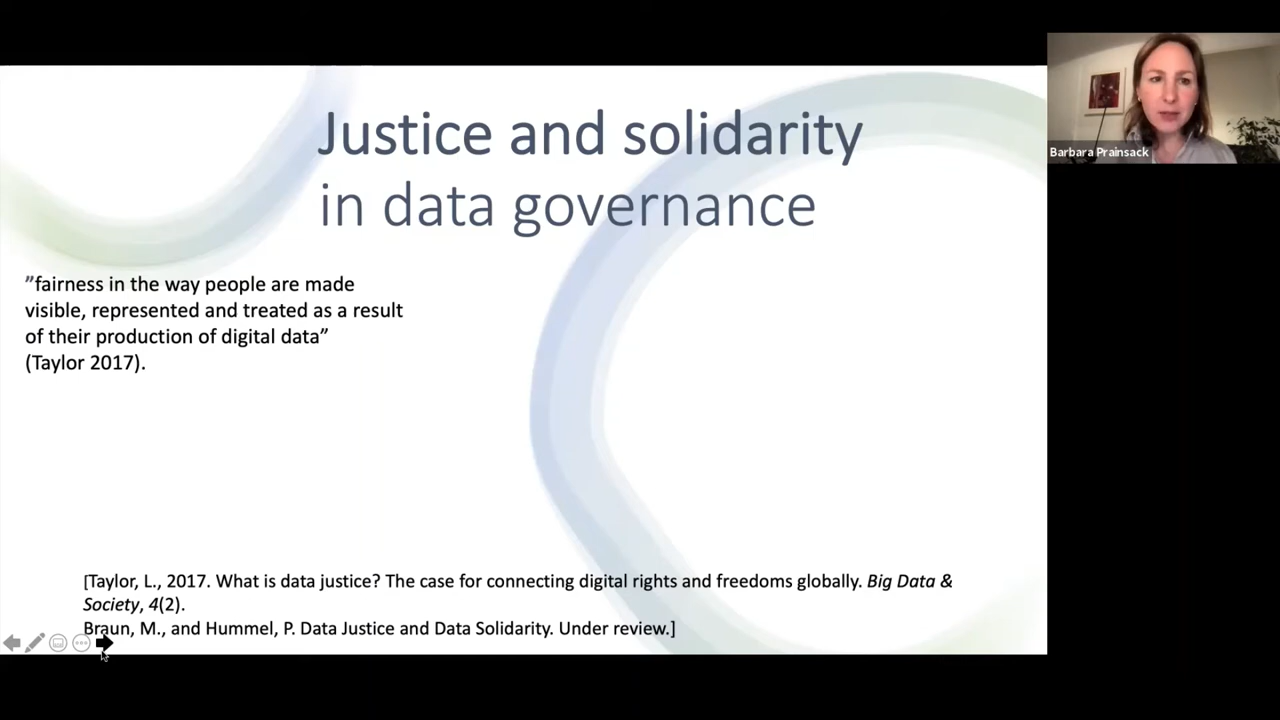 Justice and solidarity
in data governance
Barbara Prainsack
”fairness in the way people are made
visible, represented and treated as a result
of their production of digital data”
(Taylor 2017).
[Taylor, L., 2017. What is data justice? The case for connecting digital rights and freedoms globally. Big Data &
Society, 4(2).
Braun, M., and Hummel, P. Data Justice and Data Solidarity. Under review.]